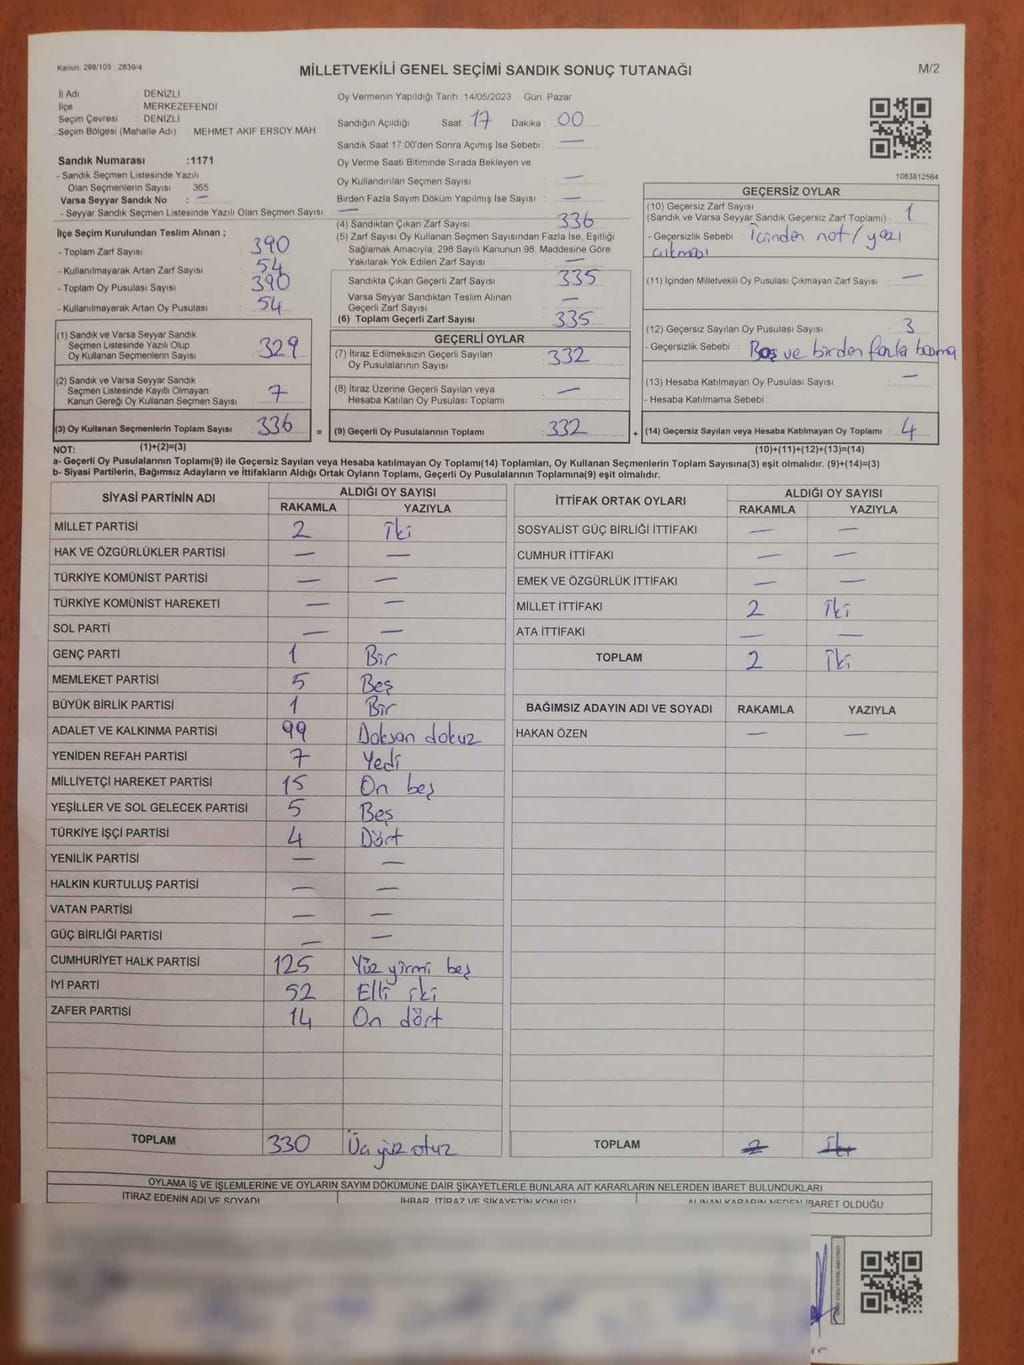 Kanun. 298/105 . 2839/4
MİLLETVEKİLİ GENEL SEÇİMİ SANDIK SONUÇ TUTANAĞI
M/2
İl Adı : DENİZLİ
İlçe : MERKEZEFENDİ
Seçim Çevresi : DENİZLİ
Seçim Bölgesi (Mahalle Adı) : MEHMET AKİF ERSOY MAH
Sandık Numarası :1171
- Sandık Seçmen Listesinde Yazılı
Olan Seçmenlerin Sayısı 365
Varsa Seyyar Sandık No : —
- Seyyar Sandık Seçmen Listesinde Yazılı Olan Seçmen Sayısı : —
İlçe Seçim Kurulundan Teslim Alınan ;
- Toplam Zarf Sayısı : 390
- Kullanılmayarak Artan Zarf Sayısı : 54
- Toplam Oy Pusulası Sayısı : 390
- Kullanılmayarak Artan Oy Pusulası : 54
(1) Sandık ve Varsa Seyyar Sandık
Seçmen Listesinde Yazılı Olup
Oy Kullanan Seçmenlerin Sayısı : 329
(2) Sandık ve Varsa Seyyar Sandık
Seçmen Listesinde Kayıtlı Olmayan
Kanun Gereği Oy Kullanan Seçmen Sayısı : 7
(3) Oy Kullanan Seçmenlerin Toplam Sayısı : 336
Oy Vermenin Yapıldığı Tarih :14/05/2023 Gün: Pazar
Sandığın Açıldığı Saat: 17 Dakika : 00
Sandık Saat 17:00'den Sonra Açımış İse Sebebi : —
Oy Verme Saati Bitiminde Sırada Bekleyen ve
Oy Kullandırılan Seçmen Sayısı : —
Birden Fazla Sayım Döküm Yapılmış İse Sayısı : —
(4) Sandıktan Çıkan Zarf Sayısı : 336
(5) Zarf Sayısı Oy Kullanan Seçmen Sayısından Fazla İse, Eşitliği
Sağlamak Amacıyla, 298 Sayılı Kanunun 98. Maddesine Göre
Yakılarak Yok Edilen Zarf Sayısı : —
Sandıkta Çıkan Geçerli Zarf Sayısı : 335
Varsa Seyyar Sandıktan Teslim Alınan
Geçerli Zarf Sayısı : —
(6) Toplam Geçerli Zarf Sayısı : 335
GEÇERLİ OYLAR
(7) İtiraz Edilmeksizin Geçerli Sayılan
Oy Pusulalarının Sayısı : 332
(8) İtiraz Üzerine Geçerli Sayılan veya
Hesaba Katılan Oy Pusulası Toplamı : —
= (9) Geçerli Oy Pusulalarının Toplamı : 332
1083812564
GEÇERSİZ OYLAR
(10) Geçersiz Zarf Sayısı
(Sandık ve Varsa Seyyar Sandık Geçersiz Zarf Toplamı) : 1
- Geçersizlik Sebebi : İçinden not/yazı
çıkması
(11) İçinden Milletvekili Oy Pusulası Çıkmayan Zarf Sayısı : —
(12) Geçersiz Sayılan Oy Pusulası Sayısı : 3
- Geçersizlik Sebebi : Boş ve birden fazla basma
(13) Hesaba Katılmayan Oy Pusulası Sayısı : —
- Hesaba Katılmama Sebebi :
+ (14) Geçersiz Sayılan veya Hesaba Katılmayan Oy Toplamı : 4
NOT: (1)+(2)=(3) (10)+(11)+(12)+(13)=(14)
a- Geçerli Oy Pusulalarının Toplamı(9) ile Geçersiz Sayılan veya Hesaba katılmayan Oy Toplamı(14) Toplamları, Oy Kullanan Seçmenlerin Toplam Sayısına(3) eşit olmalıdır. (9)+(14)=(3)
b- Siyasi Partilerin, Bağımsız Adayların ve İttifakların Aldığı Ortak Oyların Toplamı, Geçerli Oy Pusulalarının Toplamına(9) eşit olmalıdır.
SİYASİ PARTİNİN ADI ALDIĞI OY SAYISI
RAKAMLA YAZIYLA
MİLLET PARTİSİ 2 İki
HAK VE ÖZGÜRLÜKLER PARTİSİ — —
TÜRKİYE KOMÜNİST PARTİSİ — —
TÜRKİYE KOMÜNİST HAREKETİ — —
SOL PARTİ — —
GENÇ PARTİ 1 Bir
MEMLEKET PARTİSİ 5 Beş
BÜYÜK BİRLİK PARTİSİ 1 Bir
ADALET VE KALKINMA PARTİSİ 99 Doksan dokuz
YENİDEN REFAH PARTİSİ 7 Yedi
MİLLİYETÇİ HAREKET PARTİSİ 15 On beş
YEŞİLLER VE SOL GELECEK PARTİSİ 5 Beş
TÜRKİYE İŞÇİ PARTİSİ 4 Dört
YENİLİK PARTİSİ — —
HALKIN KURTULUŞ PARTİSİ — —
VATAN PARTİSİ — —
GÜÇ BİRLİĞİ PARTİSİ — —
CUMHURİYET HALK PARTİSİ 125 Yüz yirmi beş
İYİ PARTİ 52 Elli iki
ZAFER PARTİSİ 14 On dört
TOPLAM 330 Üç yüz otuz
İTTİFAK ORTAK OYLARI ALDIĞI OY SAYISI
RAKAMLA YAZIYLA
SOSYALİST GÜÇ BİRLİĞİ İTTİFAKI — —
CUMHUR İTTİFAKI — —
EMEK VE ÖZGÜRLÜK İTTİFAKI — —
MİLLET İTTİFAKI 2 İki
ATA İTTİFAKI — —
TOPLAM 2 İki
BAĞIMSIZ ADAYIN ADI VE SOYADI RAKAMLA YAZIYLA
HAKAN ÖZEN — —
TOPLAM 2 İki
OYLAMA İŞ VE İŞLEMLERİNE VE OYLARIN SAYIM DÖKÜMÜNE DAİR ŞİKAYETLERLE BUNLARA AİT KARARLARIN NELERDEN İBARET BULUNDUKLARI
İTİRAZ EDENİN ADI VE SOYADI İHBAR, İTİRAZ VE ŞİKAYETİN KONUSU ALINAN KARARIN NEDEN İBARET OLDUĞU